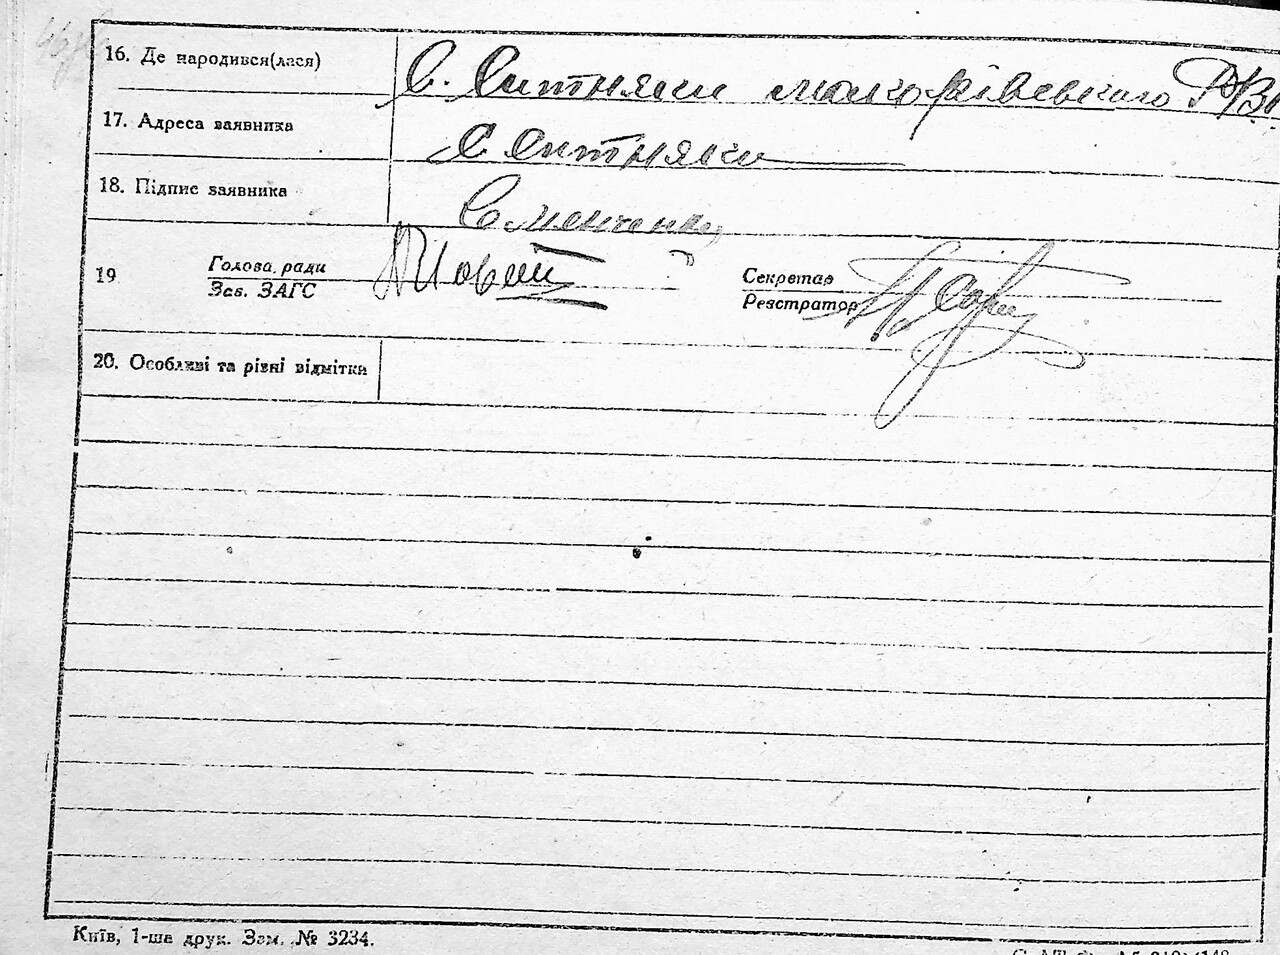 16. Де народився(лася) С. Ситняки макарівського
17. Адреса заявника с Ситняки
18. Підпис заявника
19 Голова ради Секретар
Зав. ЗАГС Реєстратор
20. Особливі та різні відмітки
Київ, 1-ша друк. Зам. № 3234.